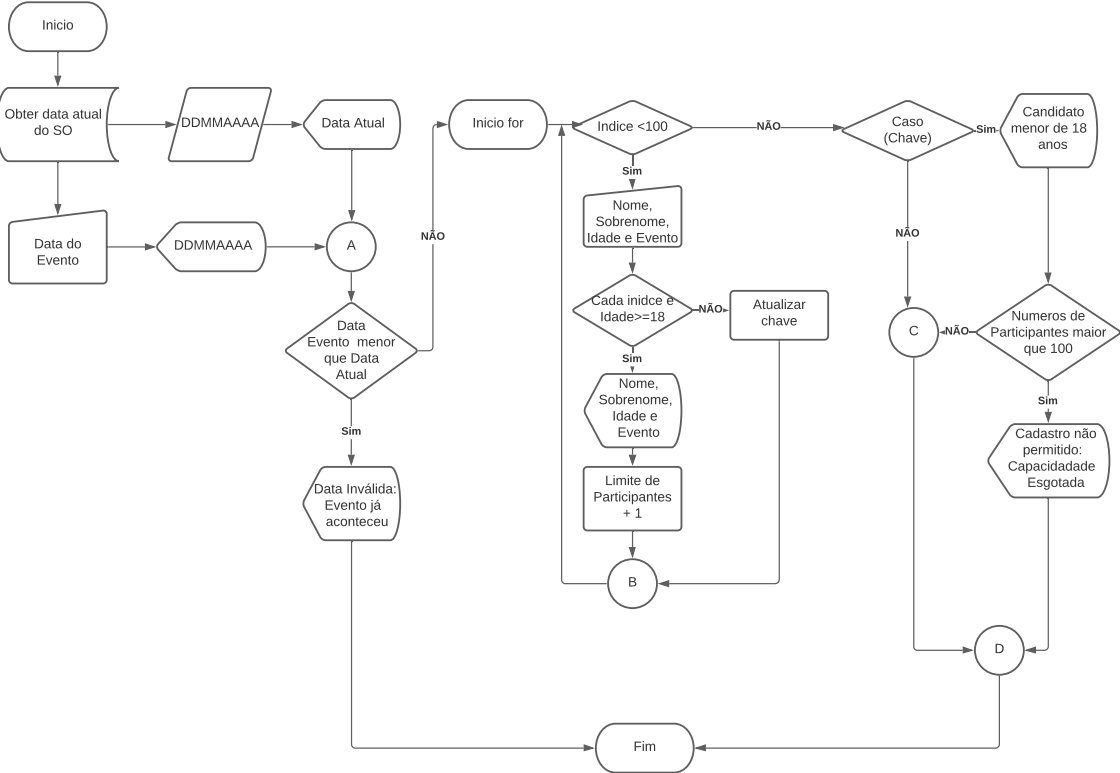 Inicio
Obter data atual
do SO
DDMMAAAA
Data Atual
Data do
Evento
DDMMAAAA
A
Data
Evento menor
que Data
Atual
NÃO
Sim
Data Inválida:
Evento já
aconteceu
Inicio for
Indice <100
NÃO
Sim
Nome,
Sobrenome,
Idade e Evento
Cada inidce e
Idade>=18
NÃO
Atualizar
chave
Sim
Nome,
Sobrenome,
Idade e
Evento
Limite de
Participantes
+ 1
B
Caso
(Chave)
Sim
Candidato
menor de 18
anos
NÃO
C
NÃO
Numeros de
Participantes maior
que 100
Sim
Cadastro não
permitido:
Capacidadade
Esgotada
D
Fim